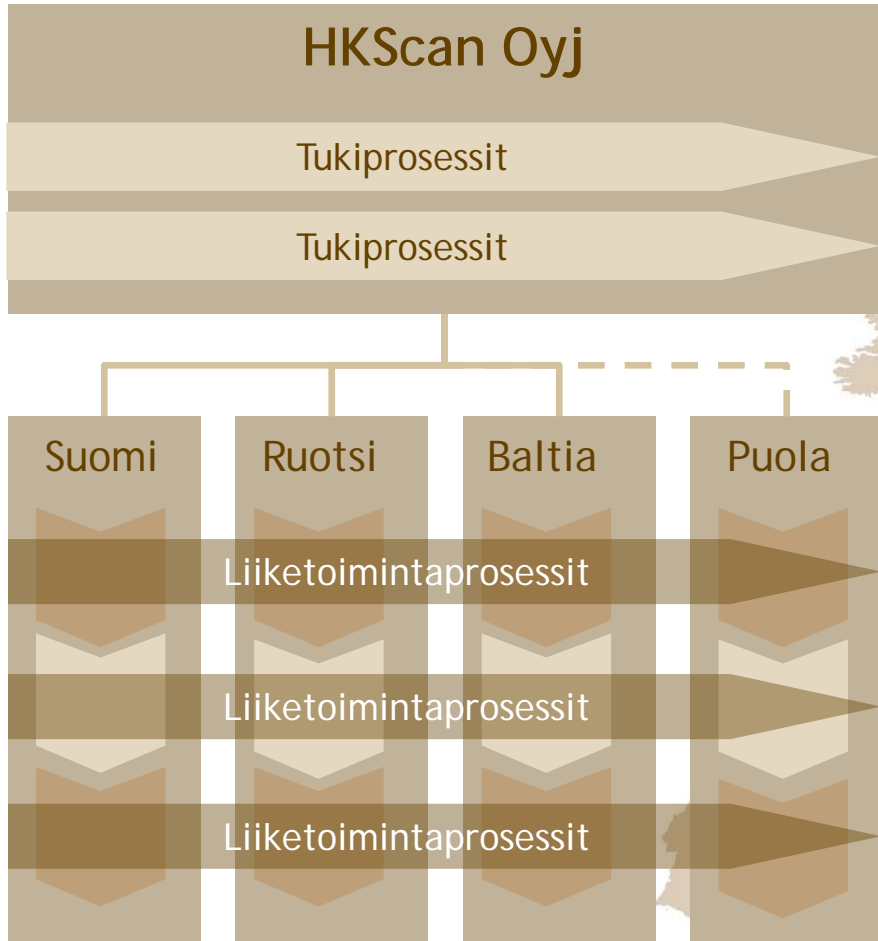 HKScan Oyj
Tukiprosessit
Tukiprosessit
Suomi Ruotsi Baltia Puola
Liiketoimintaprosessit
Liiketoimintaprosessit
Liiketoimintaprosessit